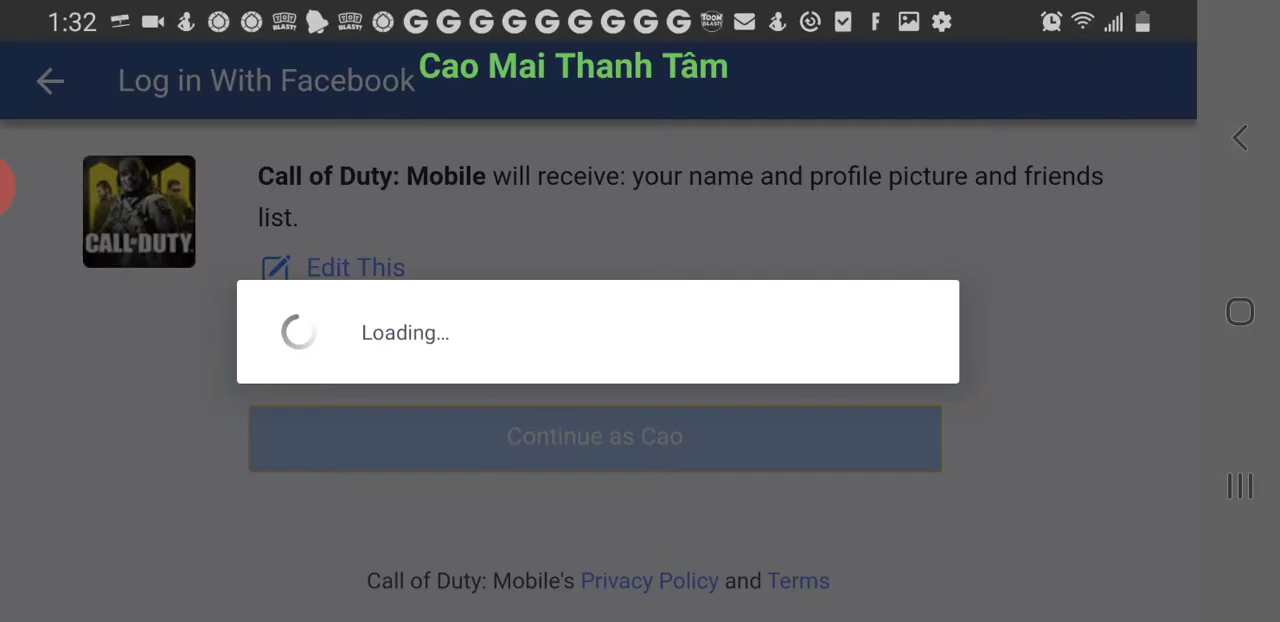 1:32
Log in With Facebook
Cao Mai Thanh Tâm
Call of Duty: Mobile will receive: your name and profile picture and friends
list.
CALL·DUTY
Edit This
Loading...
Continue as Cao
Call of Duty: Mobile's Privacy Policy and Terms